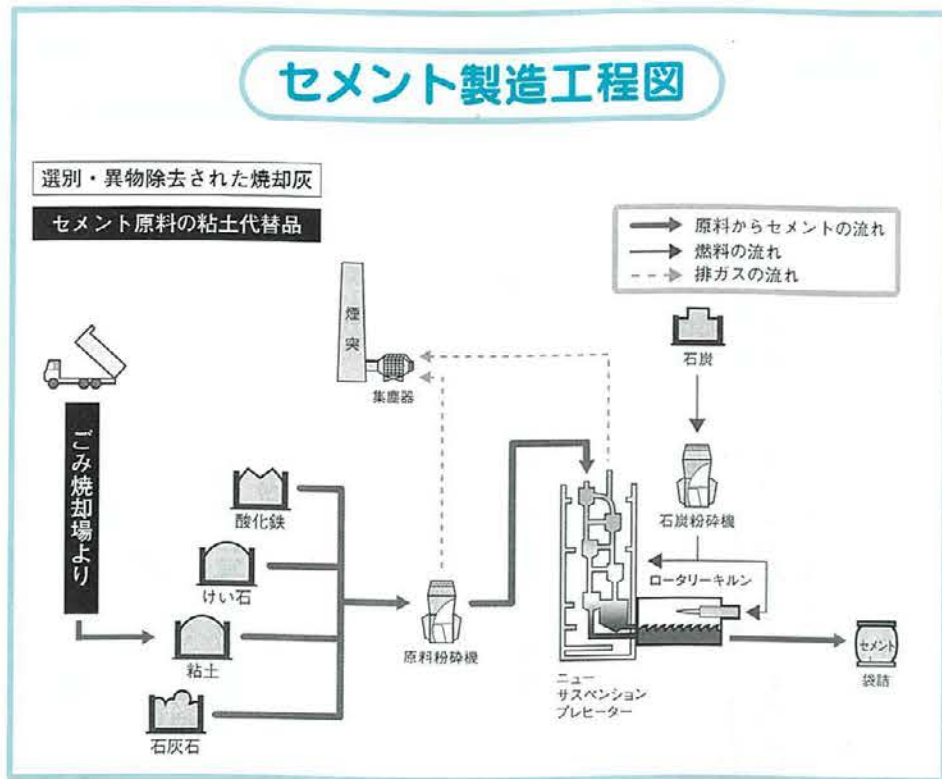 セメント製造工程図
選別・異物除去された焼却灰
セメント原料の粘土代替品
原料からセメントの流れ
燃料の流れ
排ガスの流れ
煙突
集塵器
石炭
石炭粉砕機
ごみ焼却場より
酸化鉄
けい石
粘土
石灰石
原料粉砕機
ロータリーキルン
ニュー
サスペンション
プレヒーター
セメント
袋詰